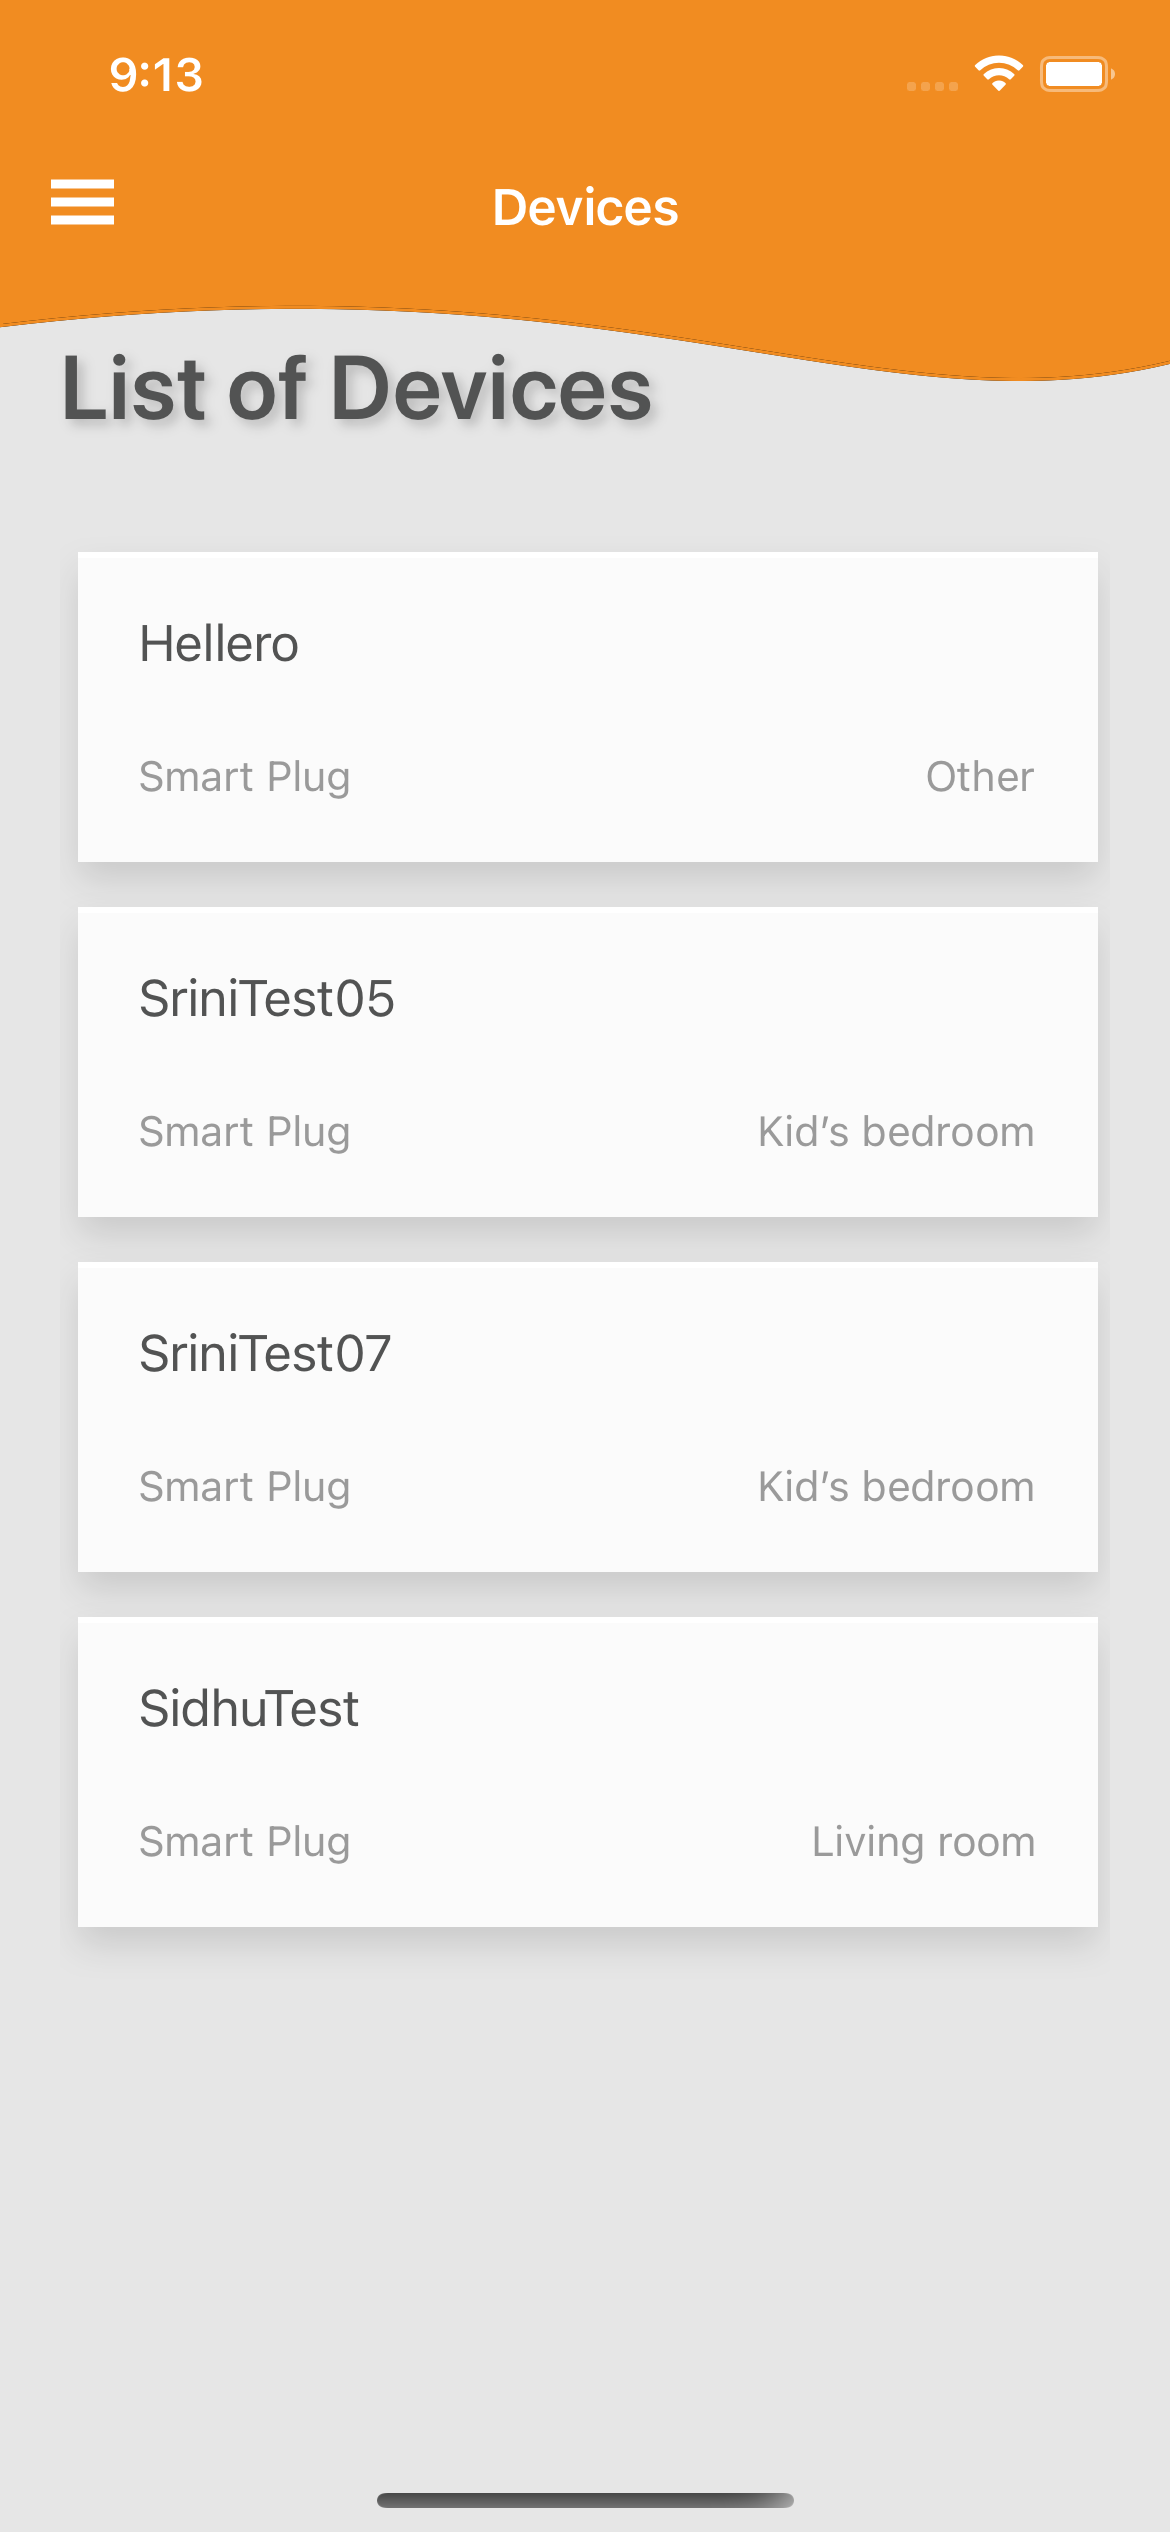 9:13
Devices
List of Devices
Hellero
Smart Plug Other
SriniTest05
Smart Plug Kid’s bedroom
SriniTest07
Smart Plug Kid’s bedroom
SidhuTest
Smart Plug Living room